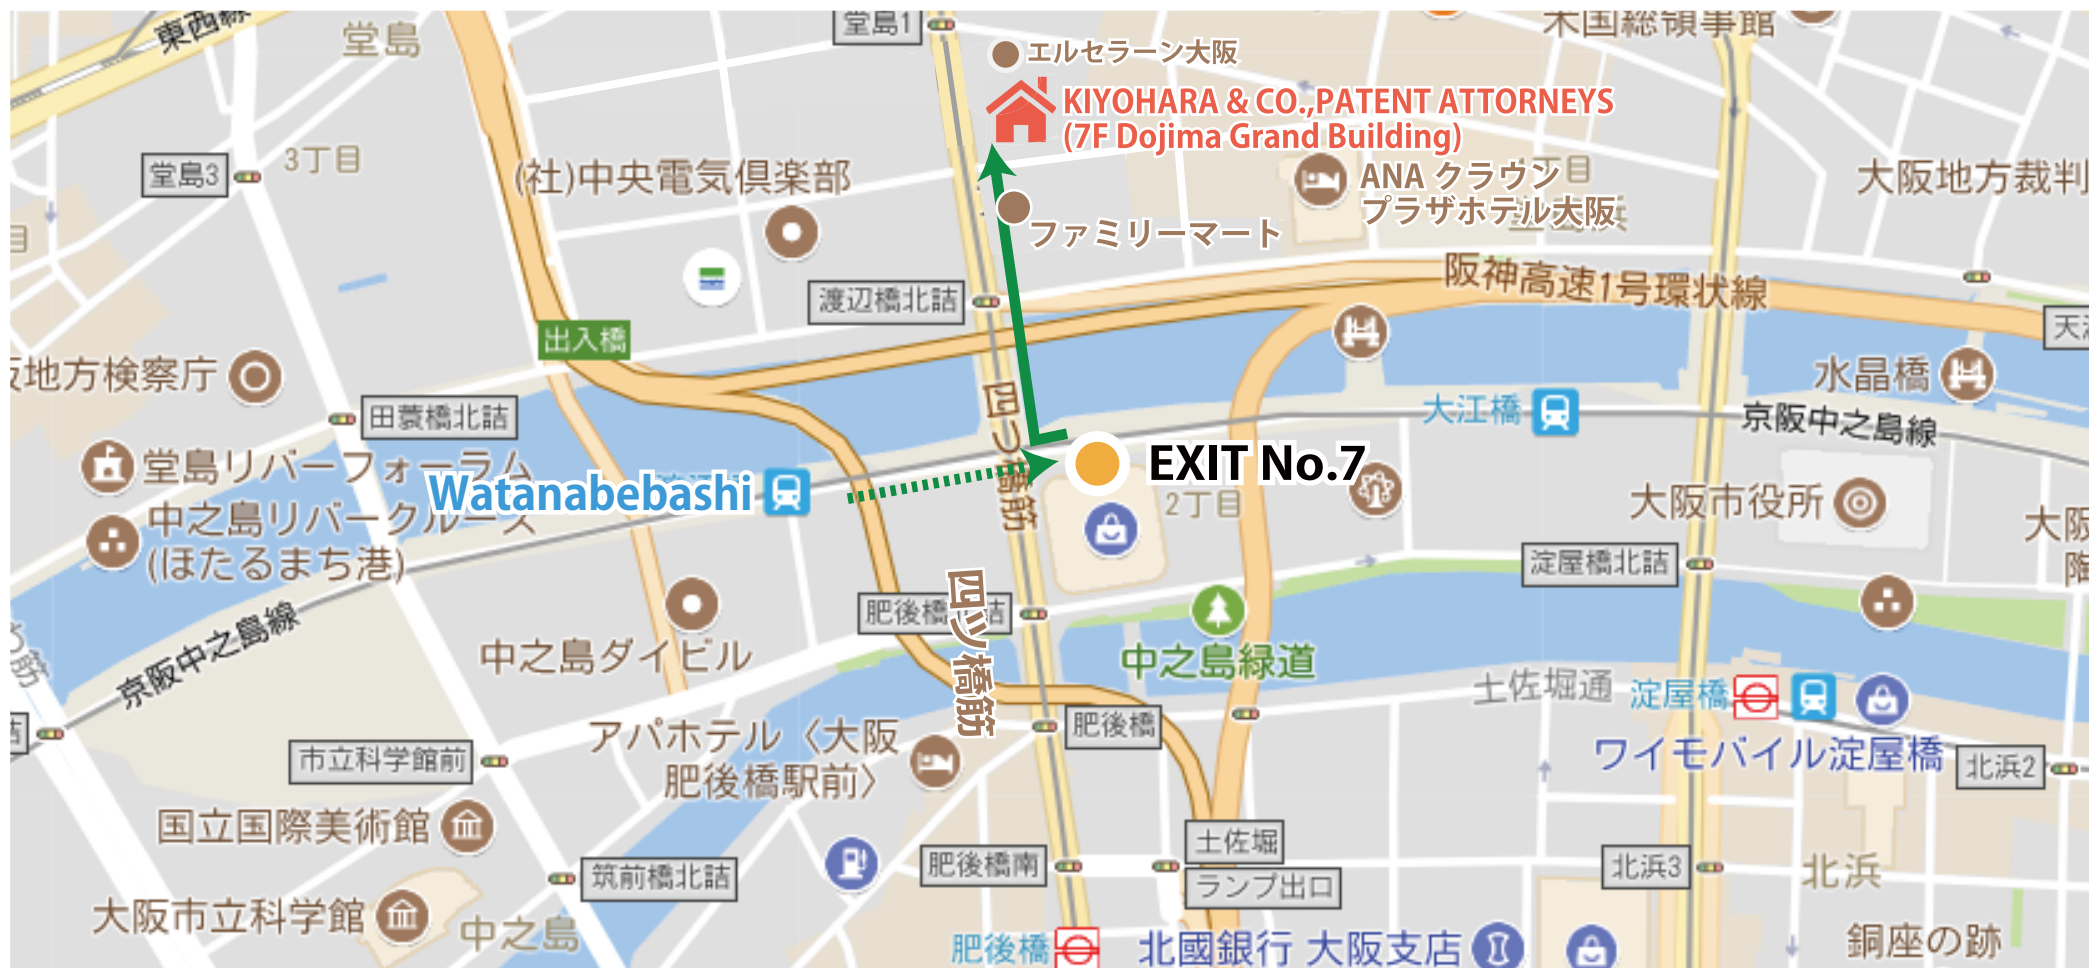 東西線
堂島
堂島1
エルセラーン大阪
米国総領事館
KIYOHARA & CO.,PATENT ATTORNEYS
(7F Dojima Grand Building)
3丁目
堂島3
(社)中央電気倶楽部
ANA クラウン
プラザホテル大阪
丁目
大阪地方裁判
目
ファミリーマート
渡辺橋北詰
阪神高速1号環状線
出入橋
天
阪地方検察庁
水晶橋
田蓑橋北詰
四つ橋筋
大江橋
京阪中之島線
堂島リバーフォーラム
Watanabebashi
EXIT No.7
中之島リバークルーズ
(ほたるまち港)
2丁目
大阪市役所
大阪
陶
淀屋橋北詰
京阪中之島線
筋
肥後橋北詰
四ツ橋筋
中之島ダイビル
中之島緑道
土佐堀通
淀屋橋
詰
アパホテル〈大阪
肥後橋駅前〉
肥後橋
市立科学館前
ワイモバイル淀屋橋
北浜2
国立国際美術館
土佐堀
ランプ出口
筑前橋北詰
肥後橋南
北浜3
北浜
大阪市立科学館
中之島
肥後橋
北國銀行 大阪支店
銅座の跡